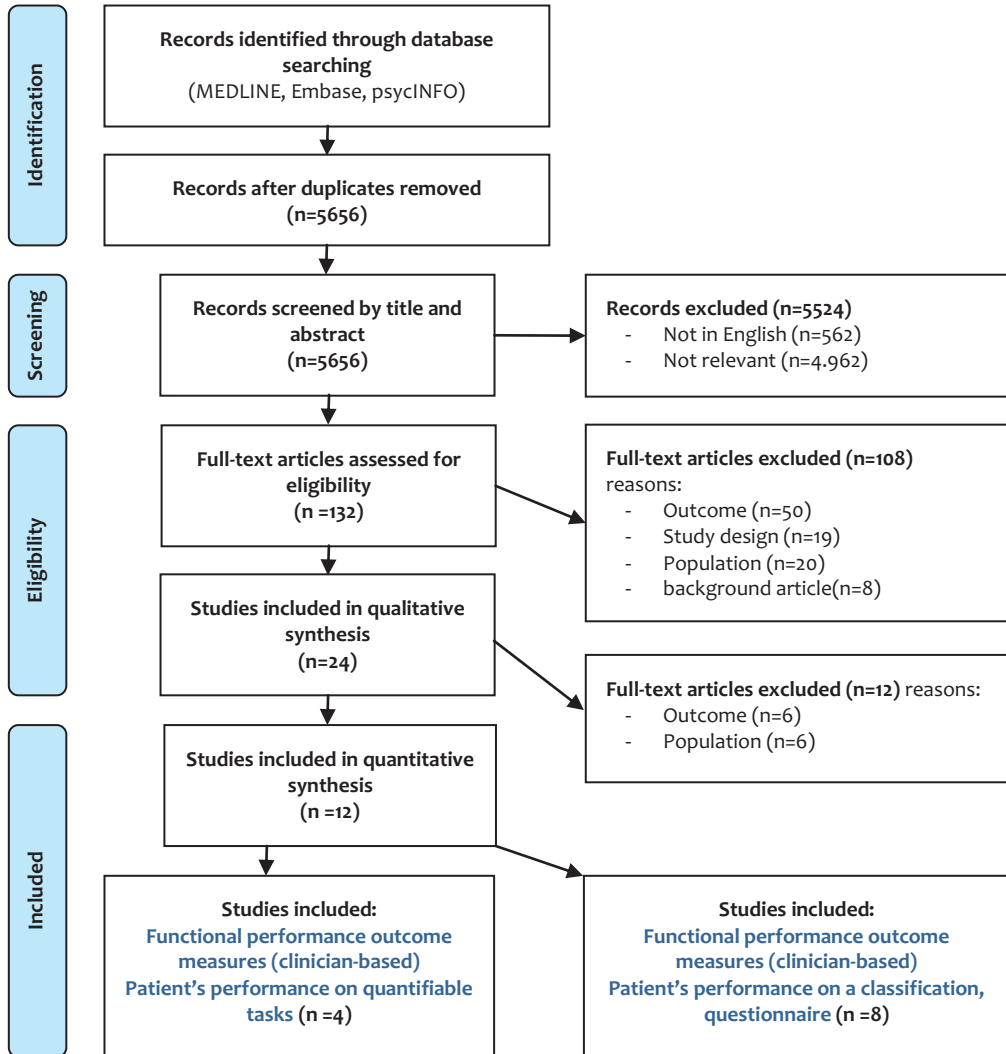 Identification
Records identified through database
searching
(MEDLINE, Embase, psycINFO)
Records after duplicates removed
(n=5656)
Screening
Records screened by title and
abstract
(n=5656)
Records excluded (n=5524)
- Not in English (n=562)
- Not relevant (n=4.962)
Eligibility
Full-text articles assessed for
eligibility
(n =132)
Full-text articles excluded (n=108)
reasons:
- Outcome (n=50)
- Study design (n=19)
- Population (n=20)
- background article(n=8)
Studies included in qualitative
synthesis
(n=24)
Full-text articles excluded (n=12) reasons:
- Outcome (n=6)
- Population (n=6)
Included
Studies included in quantitative
synthesis
(n =12)
Studies included:
Functional performance outcome
measures (clinician-based)
Patient's performance on quantifiable
tasks (n =4)
Studies included:
Functional performance outcome
measures (clinician-based)
Patient's performance on a classification,
questionnaire (n =8)